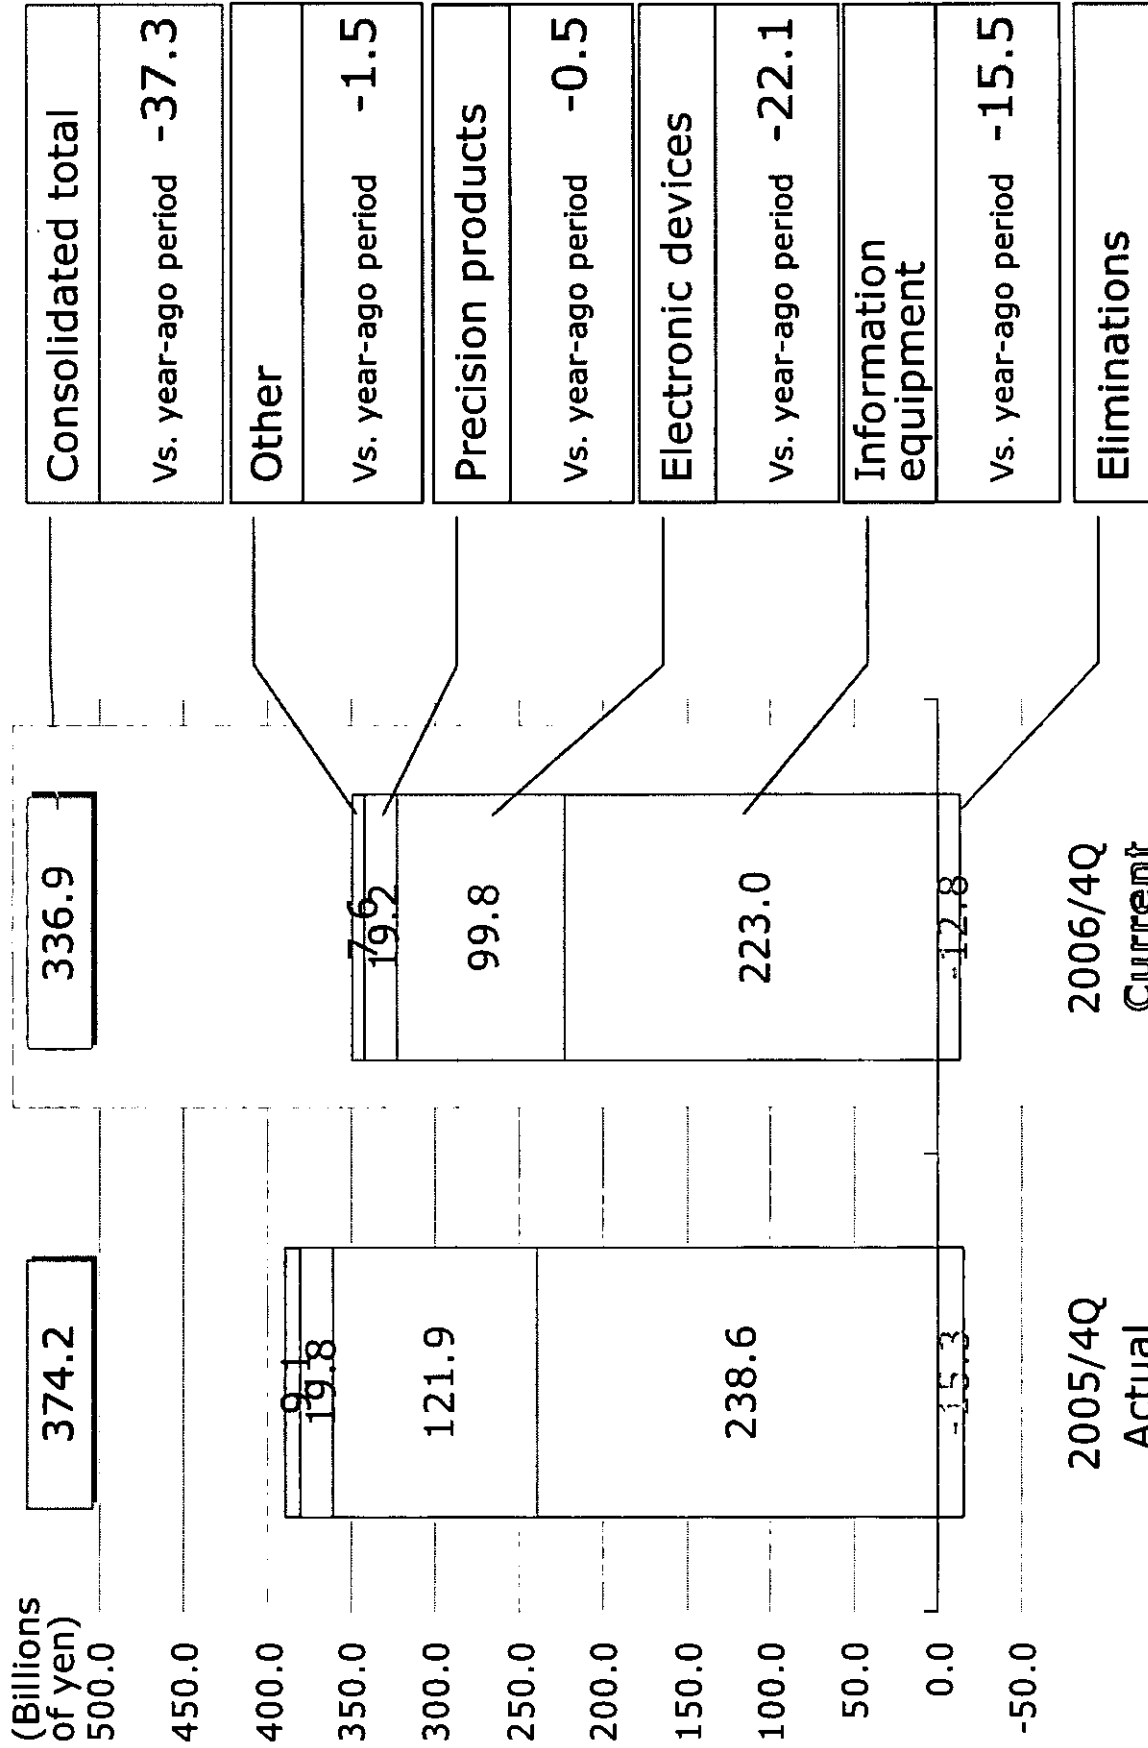 (Billions
of yen)
500.0
450.0
400.0
350.0
300.0
250.0
200.0
150.0
100.0
50.0
0.0
-50.0
374.2
9.1
19.8
121.9
238.6
-15.3
2005/4Q
Actual
336.9
7.6
19.2
99.8
223.0
-12.8
2006/4Q
Current
Consolidated total
Vs. year-ago period -37.3
Other
Vs. year-ago period -1.5
Precision products
Vs. year-ago period -0.5
Electronic devices
Vs. year-ago period -22.1
Information
equipment
Vs. year-ago period -15.5
Eliminations